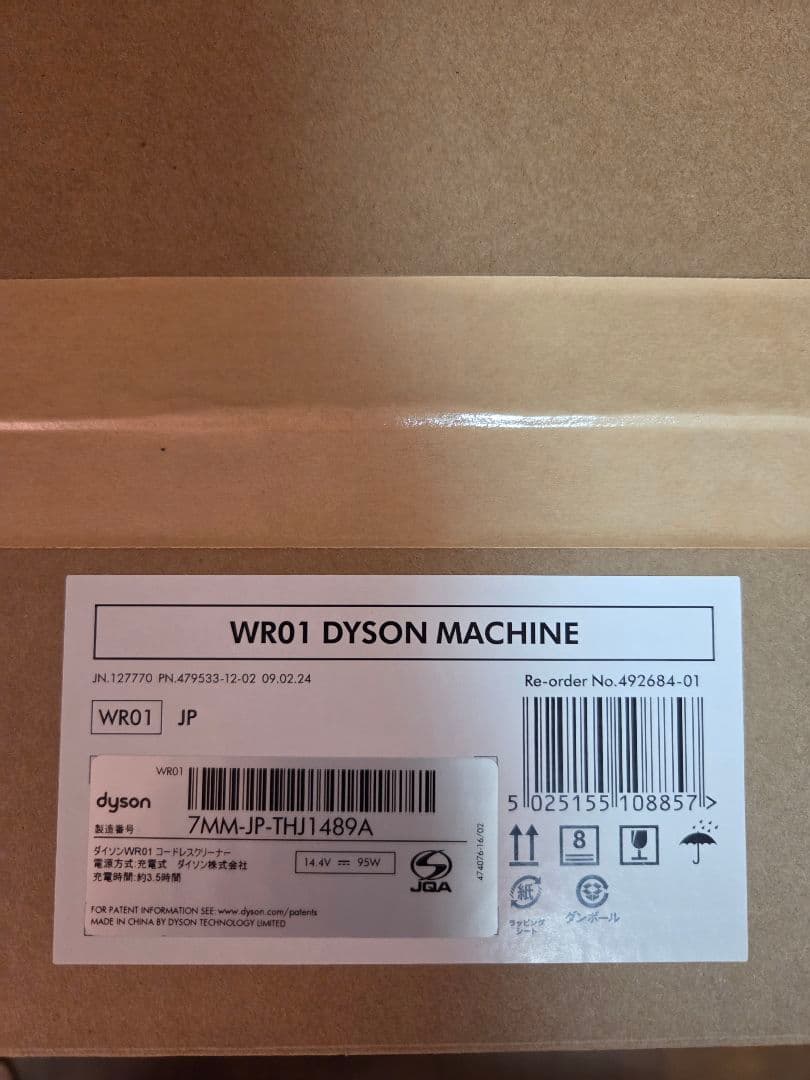 WR01 DYSON MACHINE
JN.127770 PN.479533-12-02 09.02.24
Re-order No.492684-01
WR01 JP
WR01
dyson
製造番号 7MM-JP-THJ1489A
ダイソンWR01 コードレスクリーナー
電源方式:充電式 ダイソン株式会社
充電時間:約3.5時間
14.4V ⎓ 95W
JQA
474076-16/02
FOR PATENT INFORMATION SEE: www.dyson.com/patents
MADE IN CHINA BY DYSON TECHNOLOGY LIMITED
5 025155 108857 >
8
紙
ラッピング
シート
ダンボール